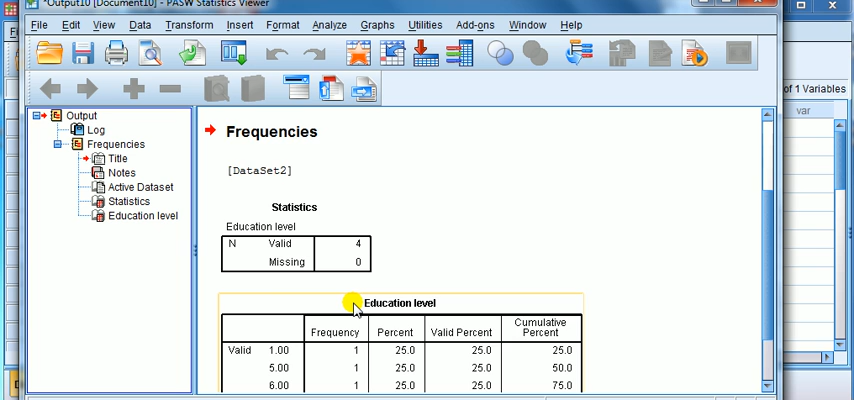 *Output10 [Document10] - PASW Statistics Viewer
File Edit View Data Transform Insert Format Analyze Graphs Utilities Add-ons Window Help
of 1 Variables
var
Output
Log
Frequencies
Title
Notes
Active Dataset
Statistics
Education level
Frequencies
[DataSet2]
Statistics
Education level
N Valid 4
Missing 0
Education level
Frequency Percent Valid Percent Cumulative Percent
Valid 1.00 1 25.0 25.0 25.0
5.00 1 25.0 25.0 50.0
6.00 1 25.0 25.0 75.0